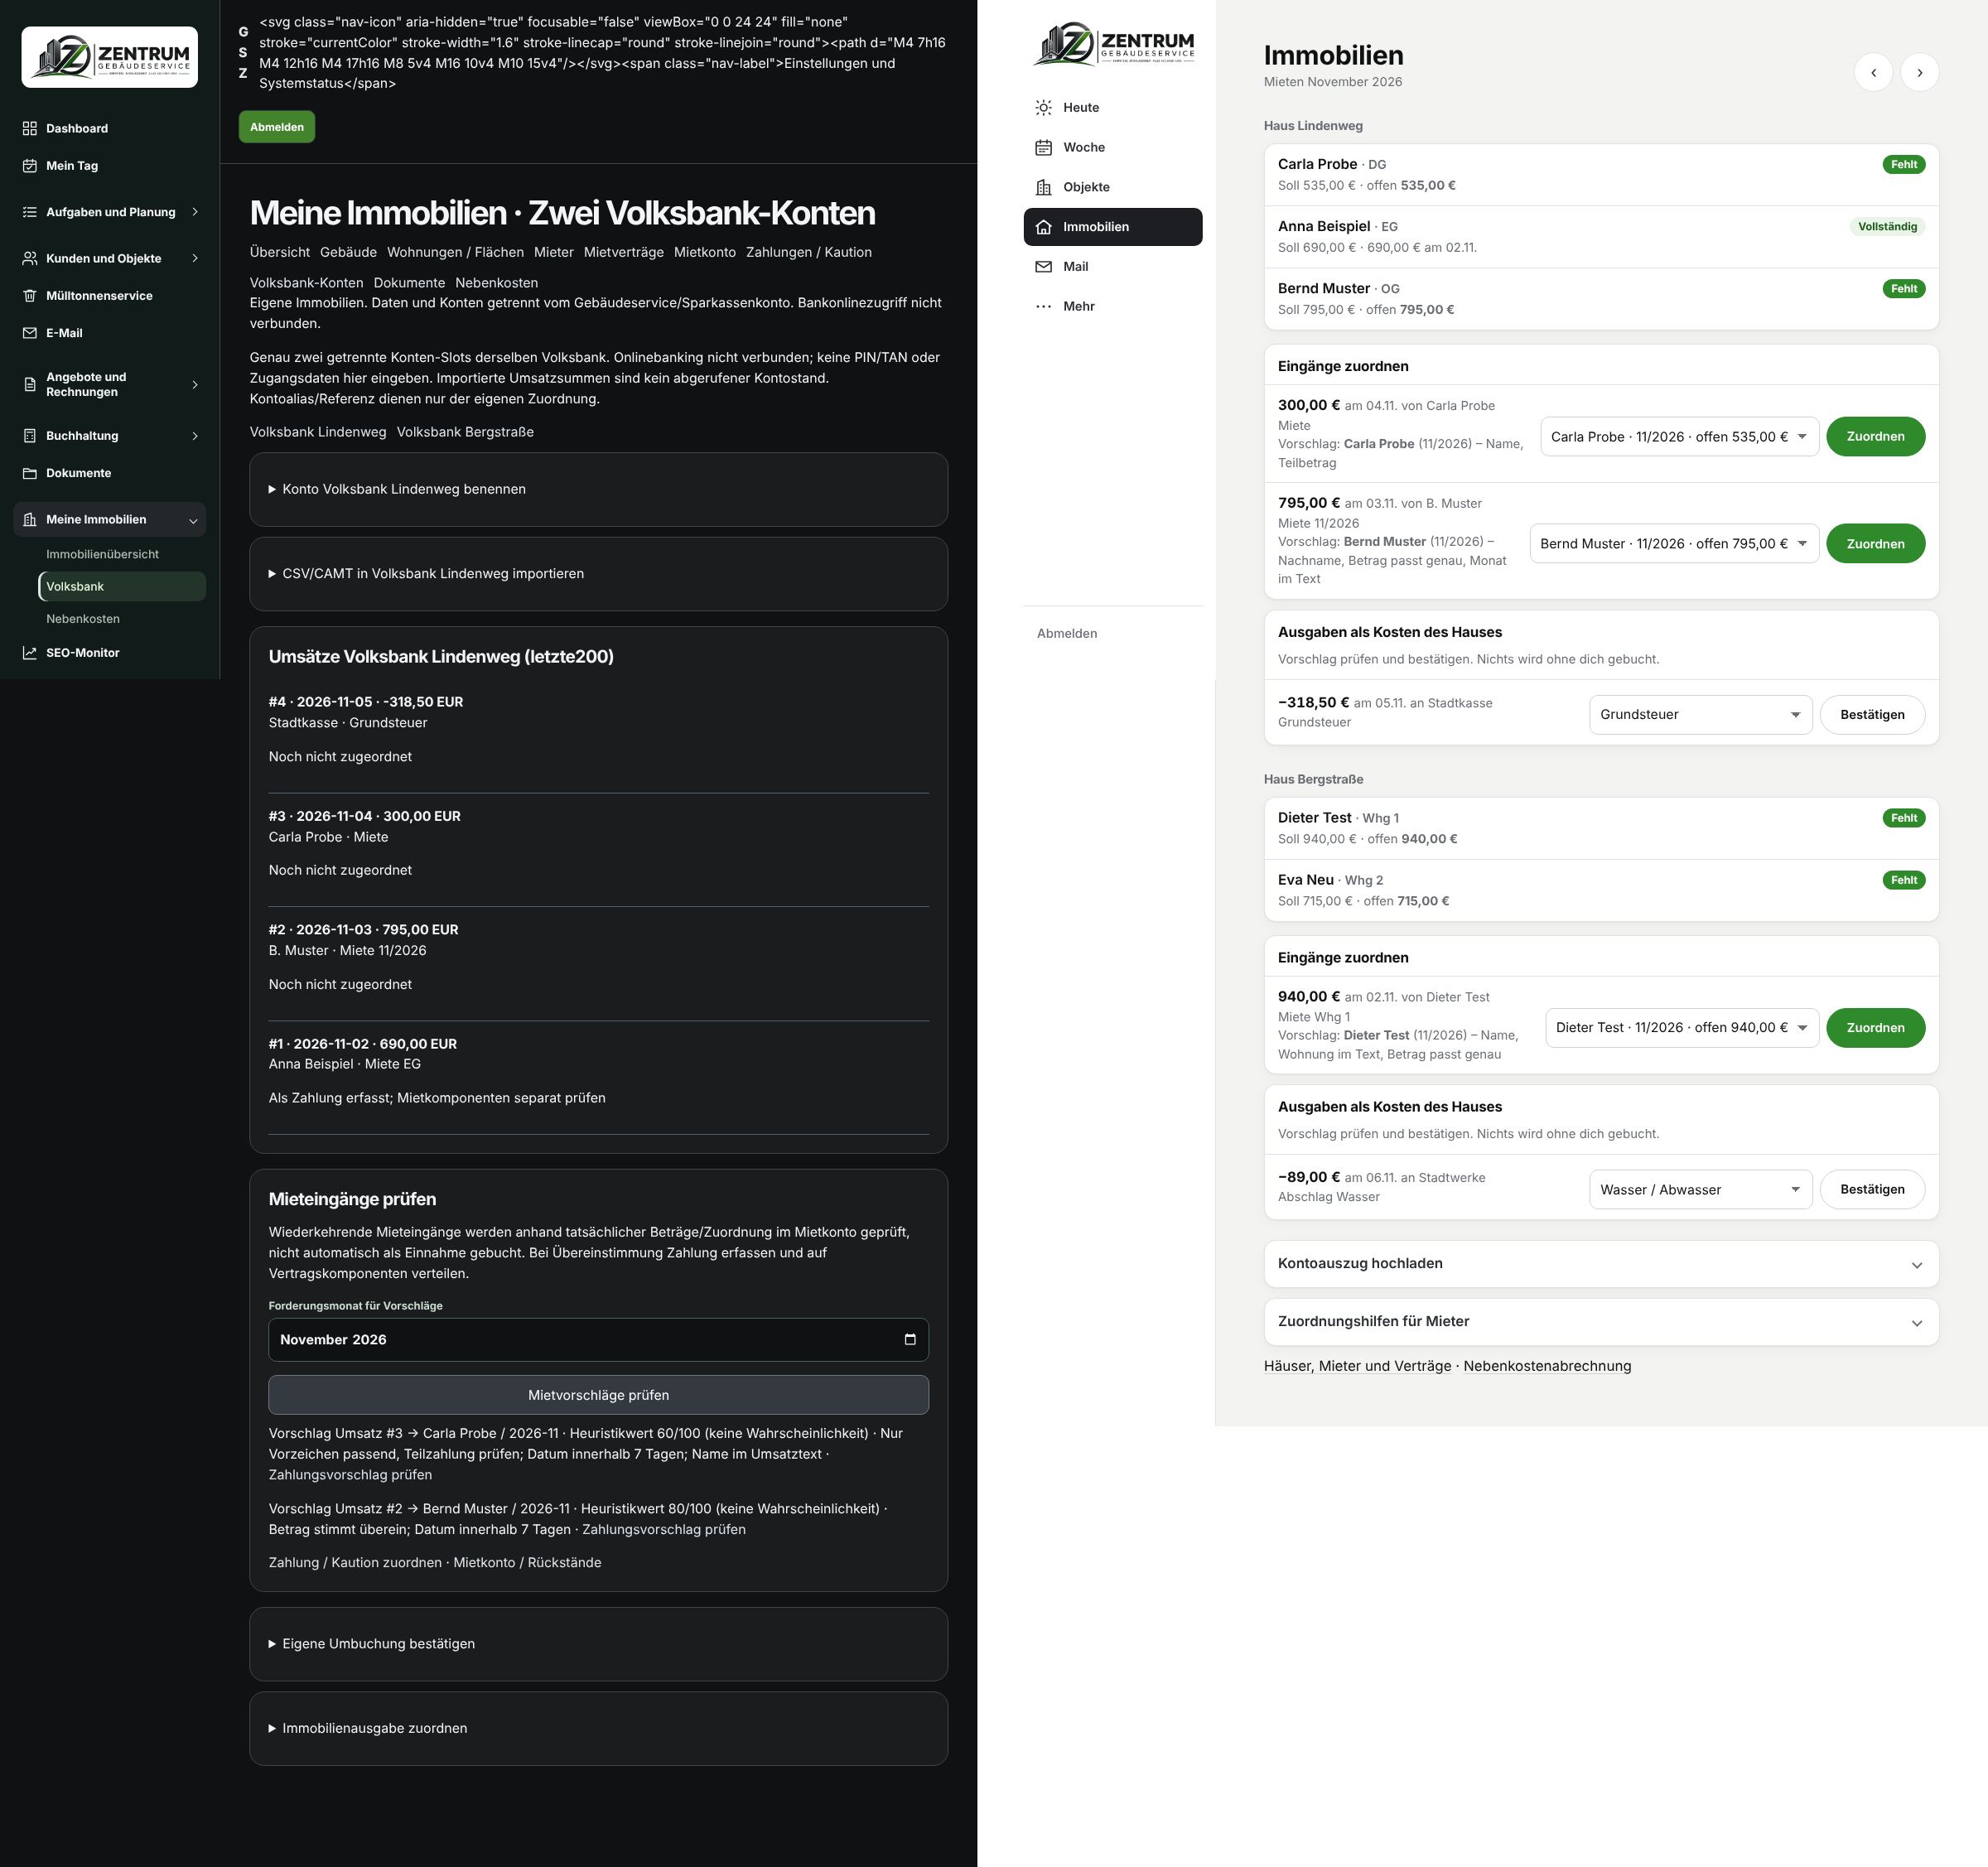 ZENTRUM
GEBÄUDESERVICE
Dashboard
Mein Tag
Aufgaben und Planung
Kunden und Objekte
Mülltonnenservice
E-Mail
Angebote und
Rechnungen
Buchhaltung
Dokumente
Meine Immobilien
Immobilienübersicht
Volksbank
Nebenkosten
SEO-Monitor
G
S
Z
<svg class="nav-icon" aria-hidden="true" focusable="false" viewBox="0 0 24 24" fill="none"
stroke="currentColor" stroke-width="1.6" stroke-linecap="round" stroke-linejoin="round"><path d="M4 7h16
M4 12h16 M4 17h16 M8 5v4 M16 10v4 M10 15v4"/></svg><span class="nav-label">Einstellungen und
Systemstatus</span>
Abmelden
Meine Immobilien · Zwei Volksbank-Konten
Übersicht Gebäude Wohnungen / Flächen Mieter Mietverträge Mietkonto Zahlungen / Kaution
Volksbank-Konten Dokumente Nebenkosten
Eigene Immobilien. Daten und Konten getrennt vom Gebäudeservice/Sparkassenkonto. Bankonlinezugriff nicht
verbunden.
Genau zwei getrennte Konten-Slots derselben Volksbank. Onlinebanking nicht verbunden; keine PIN/TAN oder
Zugangsdaten hier eingeben. Importierte Umsatzsummen sind kein abgerufener Kontostand.
Kontoalias/Referenz dienen nur der eigenen Zuordnung.
Volksbank Lindenweg Volksbank Bergstraße
▶ Konto Volksbank Lindenweg benennen
▶ CSV/CAMT in Volksbank Lindenweg importieren
Umsätze Volksbank Lindenweg (letzte200)
#4 · 2026-11-05 · -318,50 EUR
Stadtkasse · Grundsteuer
Noch nicht zugeordnet
#3 · 2026-11-04 · 300,00 EUR
Carla Probe · Miete
Noch nicht zugeordnet
#2 · 2026-11-03 · 795,00 EUR
B. Muster · Miete 11/2026
Noch nicht zugeordnet
#1 · 2026-11-02 · 690,00 EUR
Anna Beispiel · Miete EG
Als Zahlung erfasst; Mietkomponenten separat prüfen
Mieteingänge prüfen
Wiederkehrende Mieteingänge werden anhand tatsächlicher Beträge/Zuordnung im Mietkonto geprüft,
nicht automatisch als Einnahme gebucht. Bei Übereinstimmung Zahlung erfassen und auf
Vertragskomponenten verteilen.
Forderungsmonat für Vorschläge
November 2026
Mietvorschläge prüfen
Vorschlag Umsatz #3 → Carla Probe / 2026-11 · Heuristikwert 60/100 (keine Wahrscheinlichkeit) · Nur
Vorzeichen passend, Teilzahlung prüfen; Datum innerhalb 7 Tagen; Name im Umsatztext ·
Zahlungsvorschlag prüfen
Vorschlag Umsatz #2 → Bernd Muster / 2026-11 · Heuristikwert 80/100 (keine Wahrscheinlichkeit) ·
Betrag stimmt überein; Datum innerhalb 7 Tagen · Zahlungsvorschlag prüfen
Zahlung / Kaution zuordnen · Mietkonto / Rückstände
▶ Eigene Umbuchung bestätigen
▶ Immobilienausgabe zuordnen
ZENTRUM
GEBÄUDESERVICE
Heute
Woche
Objekte
Immobilien
Mail
Mehr
Abmelden
Immobilien
Mieten November 2026
‹ ›
Haus Lindenweg
Carla Probe · DG Fehlt
Soll 535,00 € · offen 535,00 €
Anna Beispiel · EG Vollständig
Soll 690,00 € · 690,00 € am 02.11.
Bernd Muster · OG Fehlt
Soll 795,00 € · offen 795,00 €
Eingänge zuordnen
300,00 € am 04.11. von Carla Probe
Miete
Vorschlag: Carla Probe (11/2026) – Name,
Teilbetrag
Carla Probe · 11/2026 · offen 535,00 € Zuordnen
795,00 € am 03.11. von B. Muster
Miete 11/2026
Vorschlag: Bernd Muster (11/2026) –
Nachname, Betrag passt genau, Monat
im Text
Bernd Muster · 11/2026 · offen 795,00 € Zuordnen
Ausgaben als Kosten des Hauses
Vorschlag prüfen und bestätigen. Nichts wird ohne dich gebucht.
−318,50 € am 05.11. an Stadtkasse
Grundsteuer
Grundsteuer Bestätigen
Haus Bergstraße
Dieter Test · Whg 1 Fehlt
Soll 940,00 € · offen 940,00 €
Eva Neu · Whg 2 Fehlt
Soll 715,00 € · offen 715,00 €
Eingänge zuordnen
940,00 € am 02.11. von Dieter Test
Miete Whg 1
Vorschlag: Dieter Test (11/2026) – Name,
Wohnung im Text, Betrag passt genau
Dieter Test · 11/2026 · offen 940,00 € Zuordnen
Ausgaben als Kosten des Hauses
Vorschlag prüfen und bestätigen. Nichts wird ohne dich gebucht.
−89,00 € am 06.11. an Stadtwerke
Abschlag Wasser
Wasser / Abwasser Bestätigen
Kontoauszug hochladen
Zuordnungshilfen für Mieter
Häuser, Mieter und Verträge · Nebenkostenabrechnung